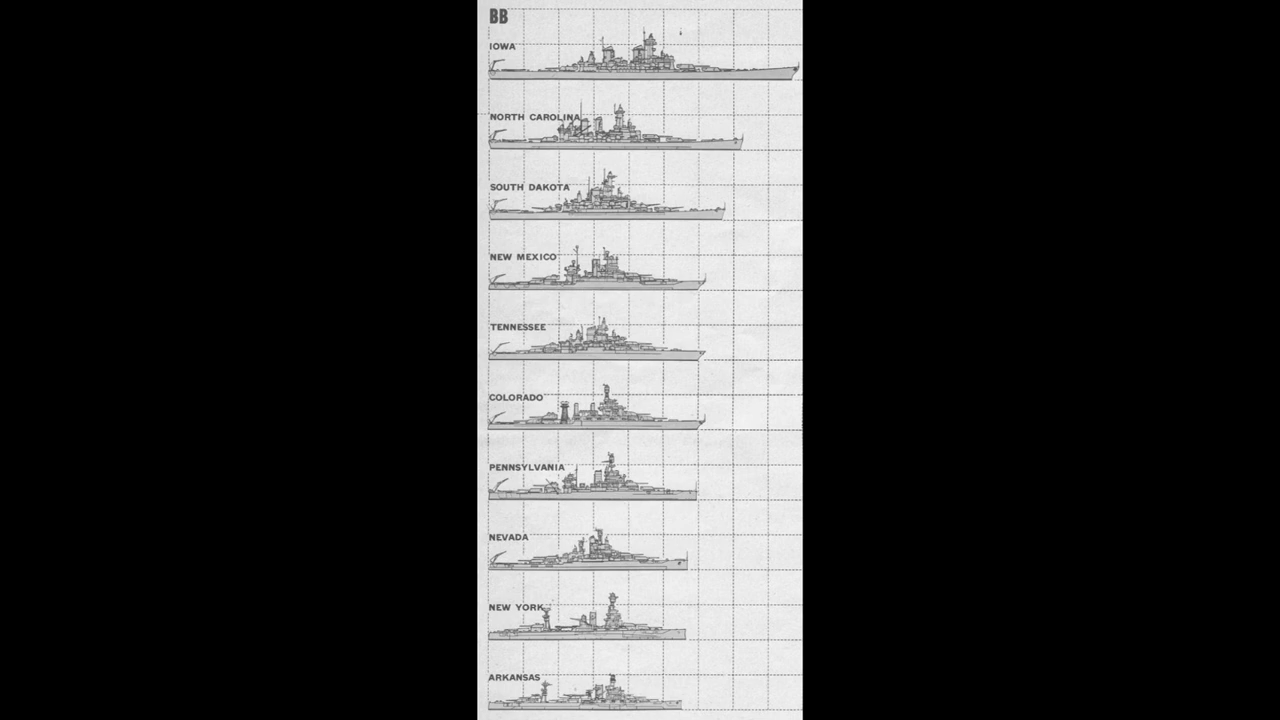 BB
IOWA
NORTH CAROLINA
SOUTH DAKOTA
NEW MEXICO
TENNESSEE
COLORADO
PENNSYLVANIA
NEVADA
NEW YORK
ARKANSAS